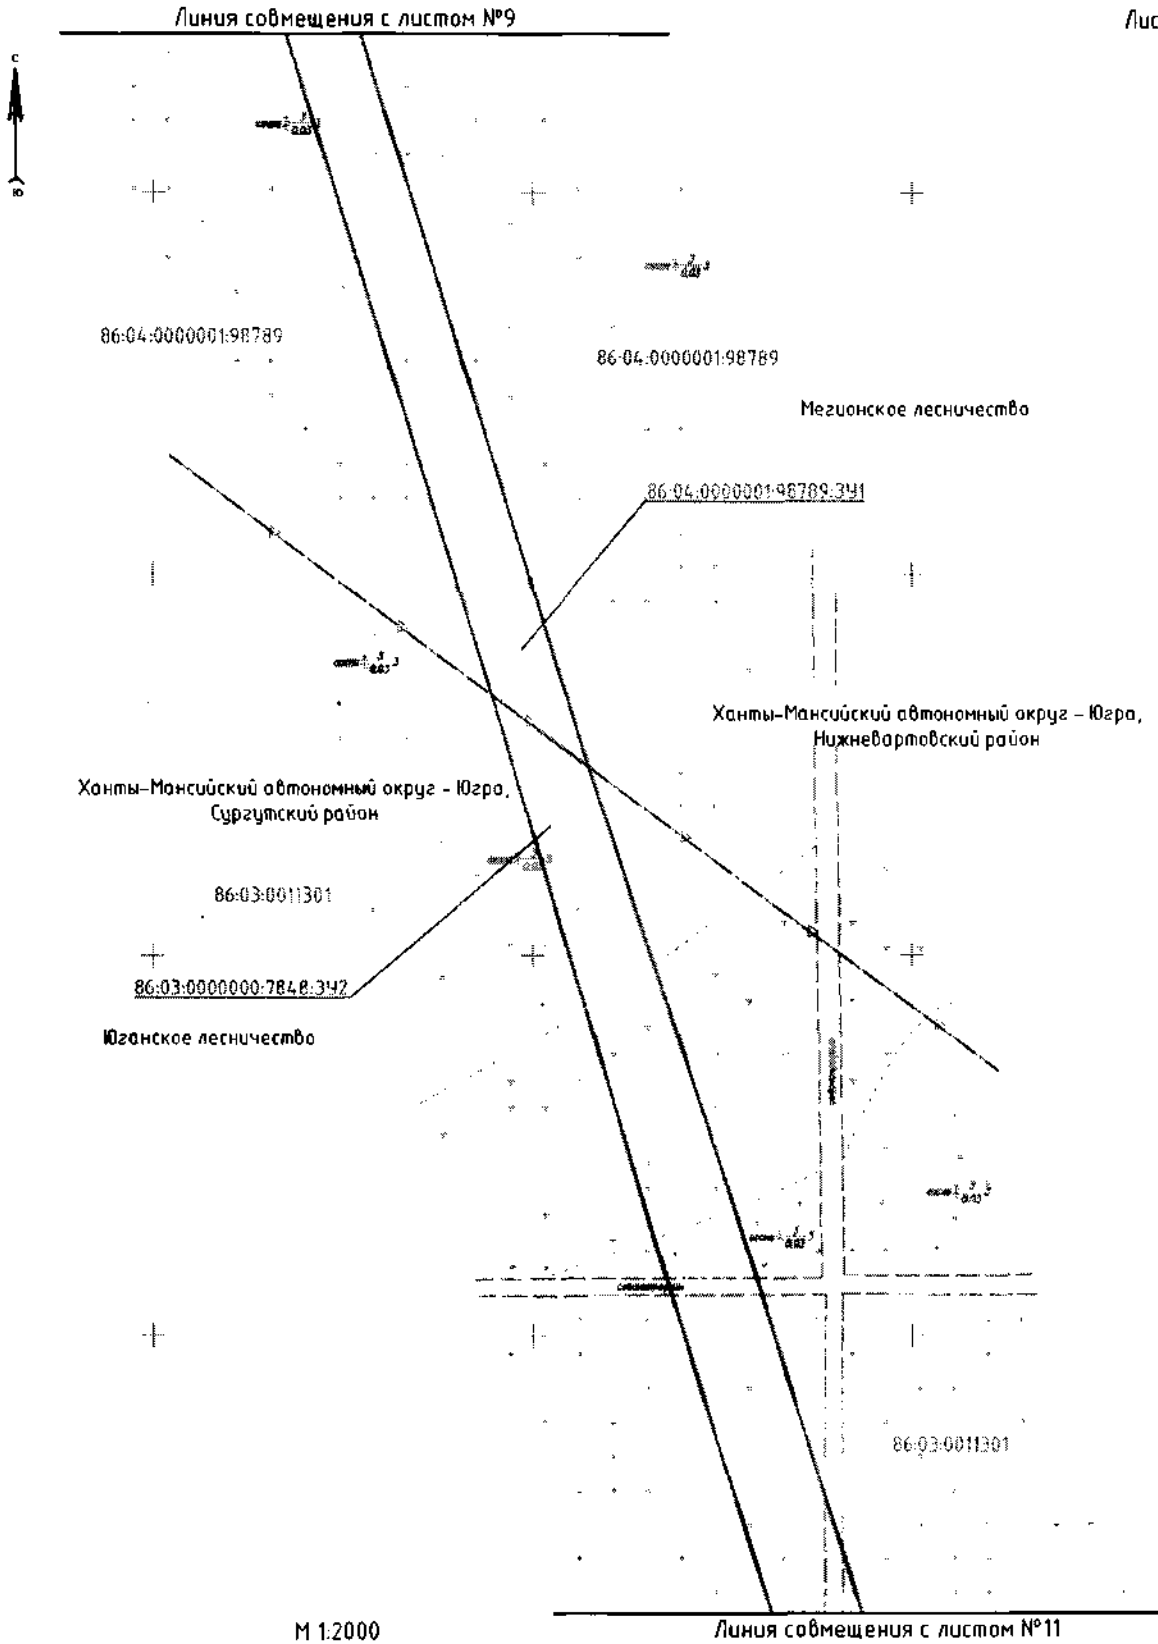 Линия совмещения с листом №9
Лис
С
Ю
86:04:0000001:98789
86:04:0000001:98789
Мегионское лесничество
86:04:0000001:98789:ЗУ1
Ханты-Мансийский автономный округ - Югра,
Нижневартовский район
Ханты-Мансийский автономный округ - Югра,
Сургутский район
86:03:0011301
86:03:0000000:7848:ЗУ2
Юганское лесничество
86:03:0011301
М 1:2000
Линия совмещения с листом №11